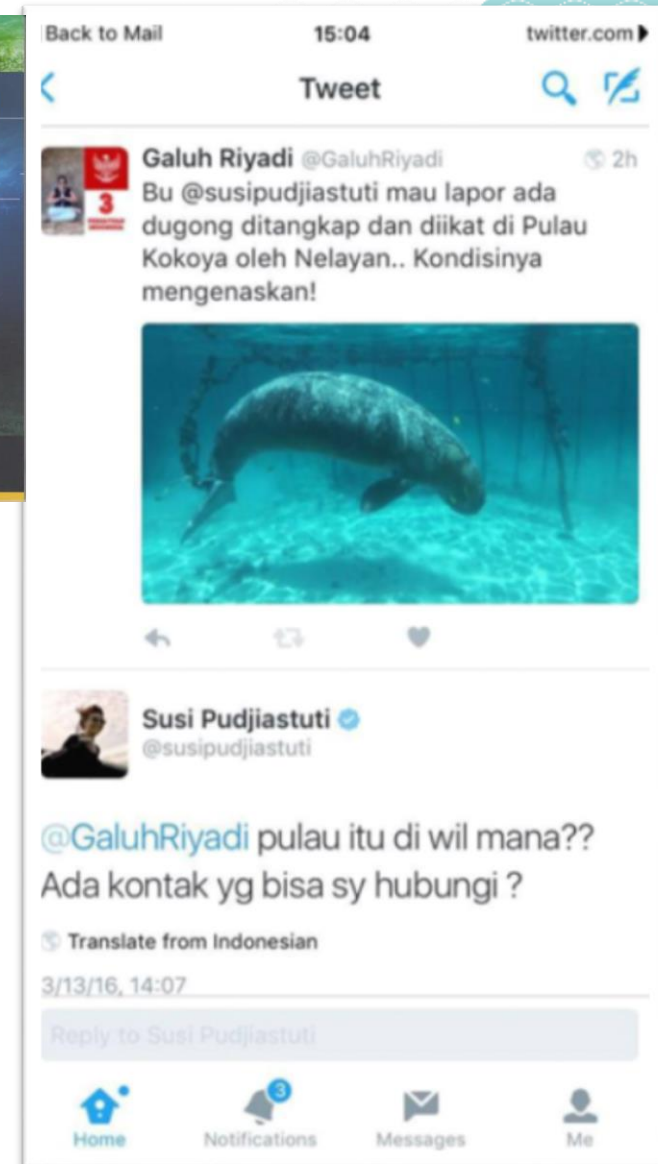 Back to Mail 15:04 twitter.com
Tweet
Galuh Riyadi @GaluhRiyadi 2h
Bu @susipudjiastuti mau lapor ada
dugong ditangkap dan diikat di Pulau
Kokoya oleh Nelayan.. Kondisinya
mengenaskan!
Susi Pudjiastuti
@susipudjiastuti
@GaluhRiyadi pulau itu di wil mana??
Ada kontak yg bisa sy hubungi ?
Translate from Indonesian
3/13/16, 14:07
Reply to Susi Pudjiastuti
3
Home Notifications Messages Me